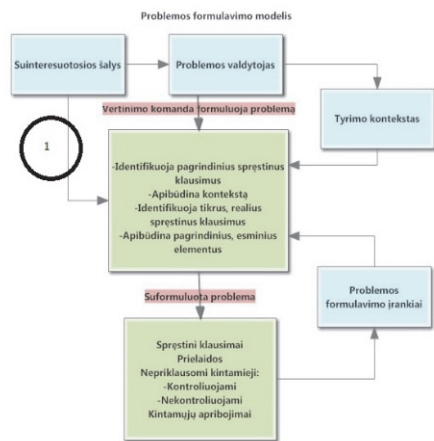 Problemos formulavimo modelis
Suinteresuotosios šalys
Problemos valdytojas
Vertinimo komanda formuluoja problemą
Tyrimo kontekstas
1
-Identifikuoja pagrindinius spręstinus
klausimus
-Apibūdina kontekstą
-Identifikuoja tikrus, realius
spręstinus klausimus
-Apibūdina pagrindinius, esminius
elementus
Suformuluota problema
Problemos
formulavimo įrankiai
Spręstini klausimai
Prielaidos
Nepriklausomi kintamieji:
-Kontroliuojami
-Nekontroliuojami
Kintamųjų apribojimai